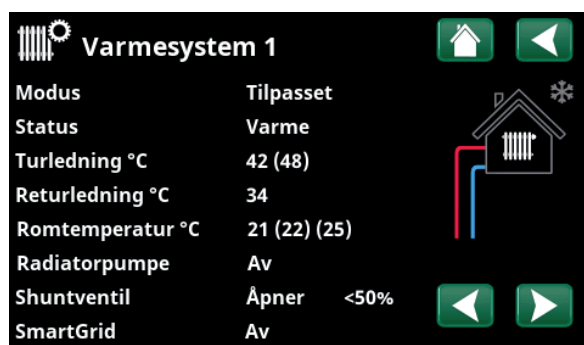 Varmesystem 1
Modus Tilpasset
Status Varme
Turledning °C 42 (48)
Returledning °C 34
Romtemperatur °C 21 (22) (25)
Radiatorpumpe Av
Shuntventil Åpner <50%
SmartGrid Av